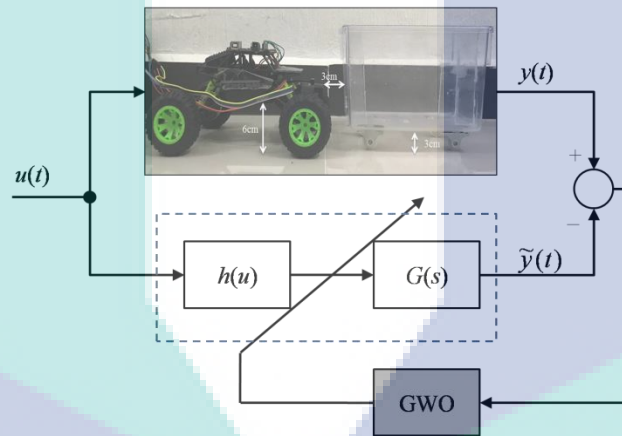 3cm
6cm
3cm
y(t)
+
u(t)
−
h(u)
G(s)
ỹ(t)
GWO